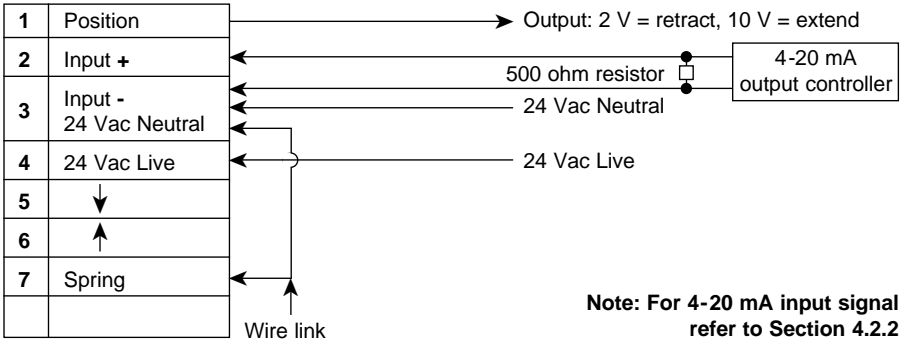 1 Position
Output: 2 V = retract, 10 V = extend
2 Input +
500 ohm resistor
4-20 mA
output controller
3 Input -
24 Vac Neutral
24 Vac Neutral
4 24 Vac Live
24 Vac Live
5
6
7 Spring
Wire link
Note: For 4-20 mA input signal
refer to Section 4.2.2